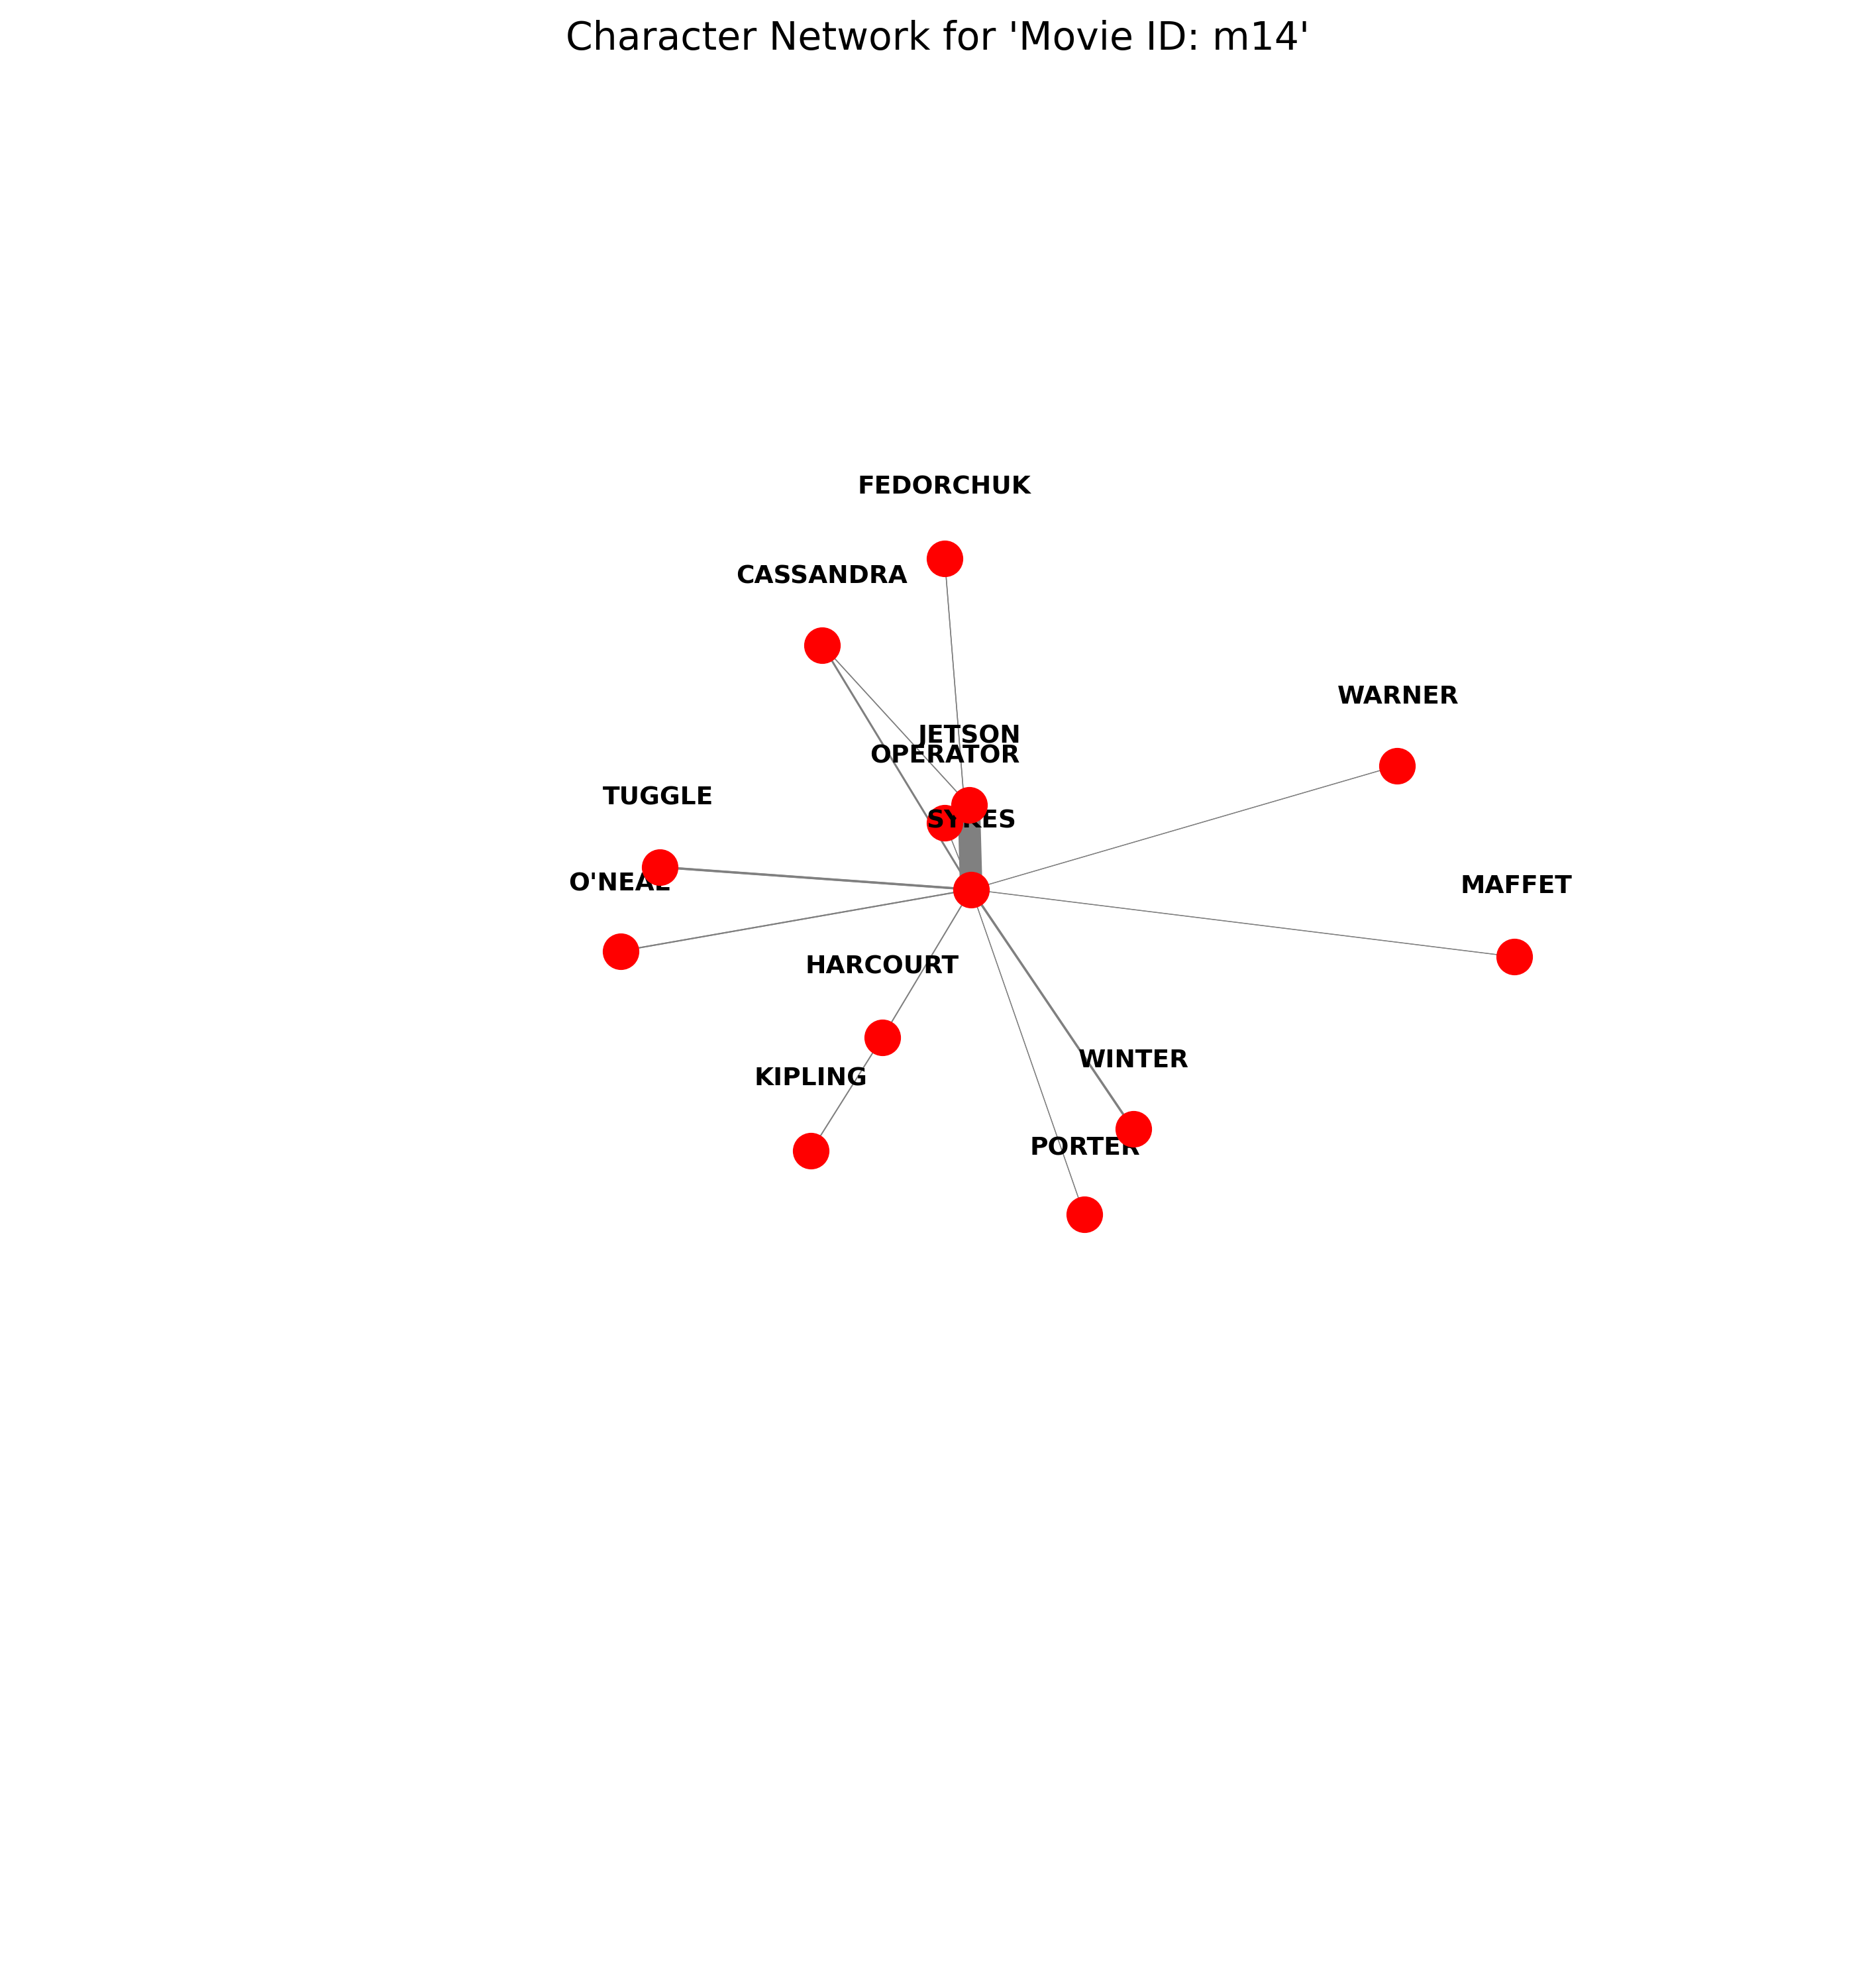 Character Network for 'Movie ID: m14'
FEDORCHUK
CASSANDRA
WARNER
JETSON
OPERATOR
TUGGLE
SYKES
O'NEAL
MAFFET
HARCOURT
WINTER
KIPLING
PORTER